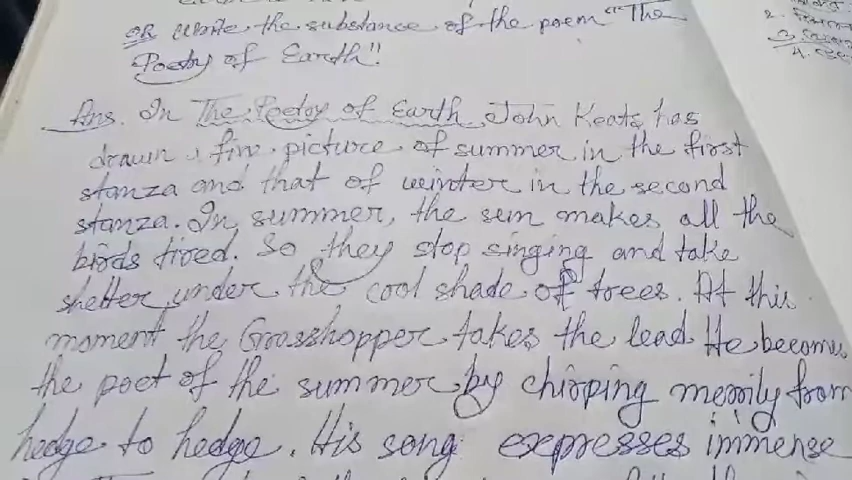 OR Write the substance of the poem "The
Poetry of Earth".
Ans. In The Poetry of Earth John Keats has
drawn a fine picture of summer in the first
stanza and that of winter in the second
stanza. In summer, the sun makes all the
birds tired. So they stop singing and take
shelter under the cool shade of trees. At this
moment the Grasshopper takes the lead He becomes
the poet of the summer by chirping merrily from
hedge to hedge. His song expresses immense